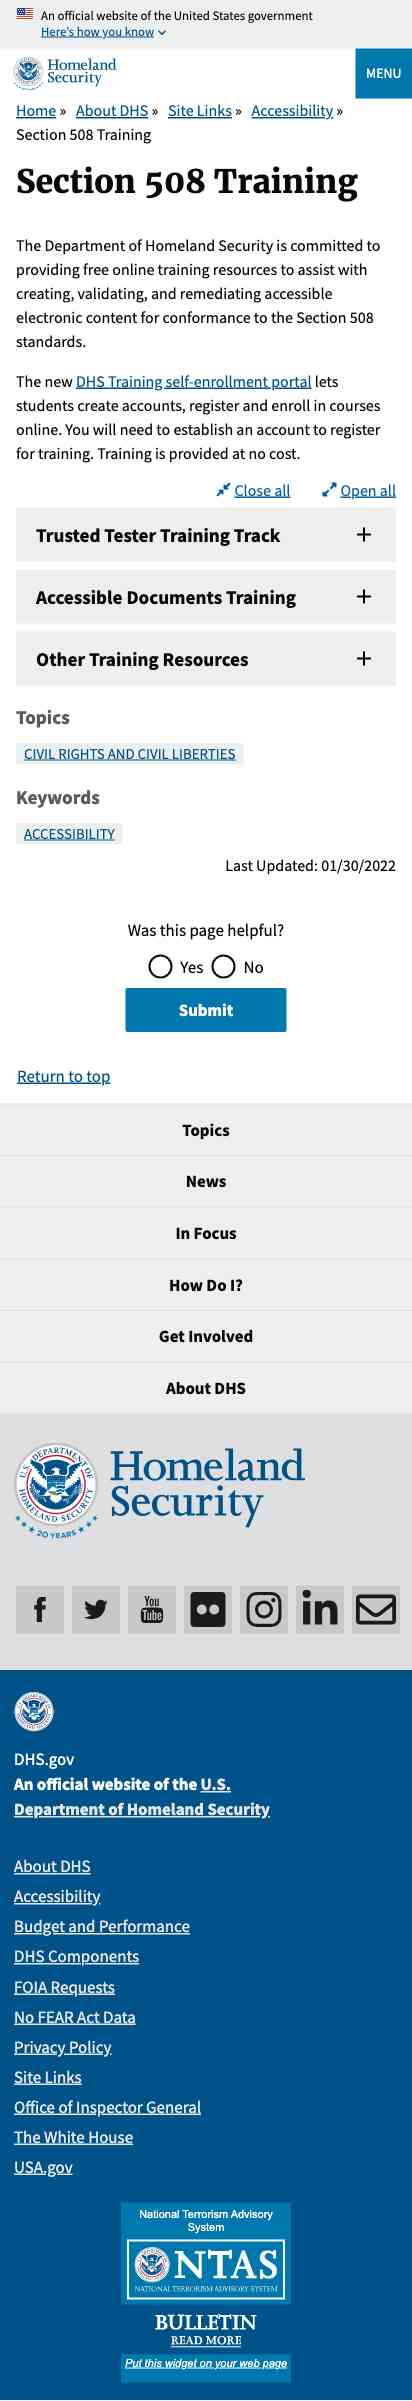 An official website of the United States government
Here's how you know
Homeland
Security
MENU
Home » About DHS » Site Links » Accessibility »
Section 508 Training
Section 508 Training
The Department of Homeland Security is committed to
providing free online training resources to assist with
creating, validating, and remediating accessible
electronic content for conformance to the Section 508
standards.
The new DHS Training self-enrollment portal lets
students create accounts, register and enroll in courses
online. You will need to establish an account to register
for training. Training is provided at no cost.
Close all Open all
Trusted Tester Training Track
Accessible Documents Training
Other Training Resources
Topics
CIVIL RIGHTS AND CIVIL LIBERTIES
Keywords
ACCESSIBILITY
Last Updated: 01/30/2022
Was this page helpful?
Yes No
Submit
Return to top
Topics
News
In Focus
How Do I?
Get Involved
About DHS
U.S. DEPARTMENT OF HOMELAND SECURITY
20 YEARS
Homeland
Security
You
Tube
in
DHS.gov
An official website of the U.S.
Department of Homeland Security
About DHS
Accessibility
Budget and Performance
DHS Components
FOIA Requests
No FEAR Act Data
Privacy Policy
Site Links
Office of Inspector General
The White House
USA.gov
National Terrorism Advisory
System
NTAS
NATIONAL TERRORISM ADVISORY SYSTEM
BULLETIN
READ MORE
Put this widget on your web page